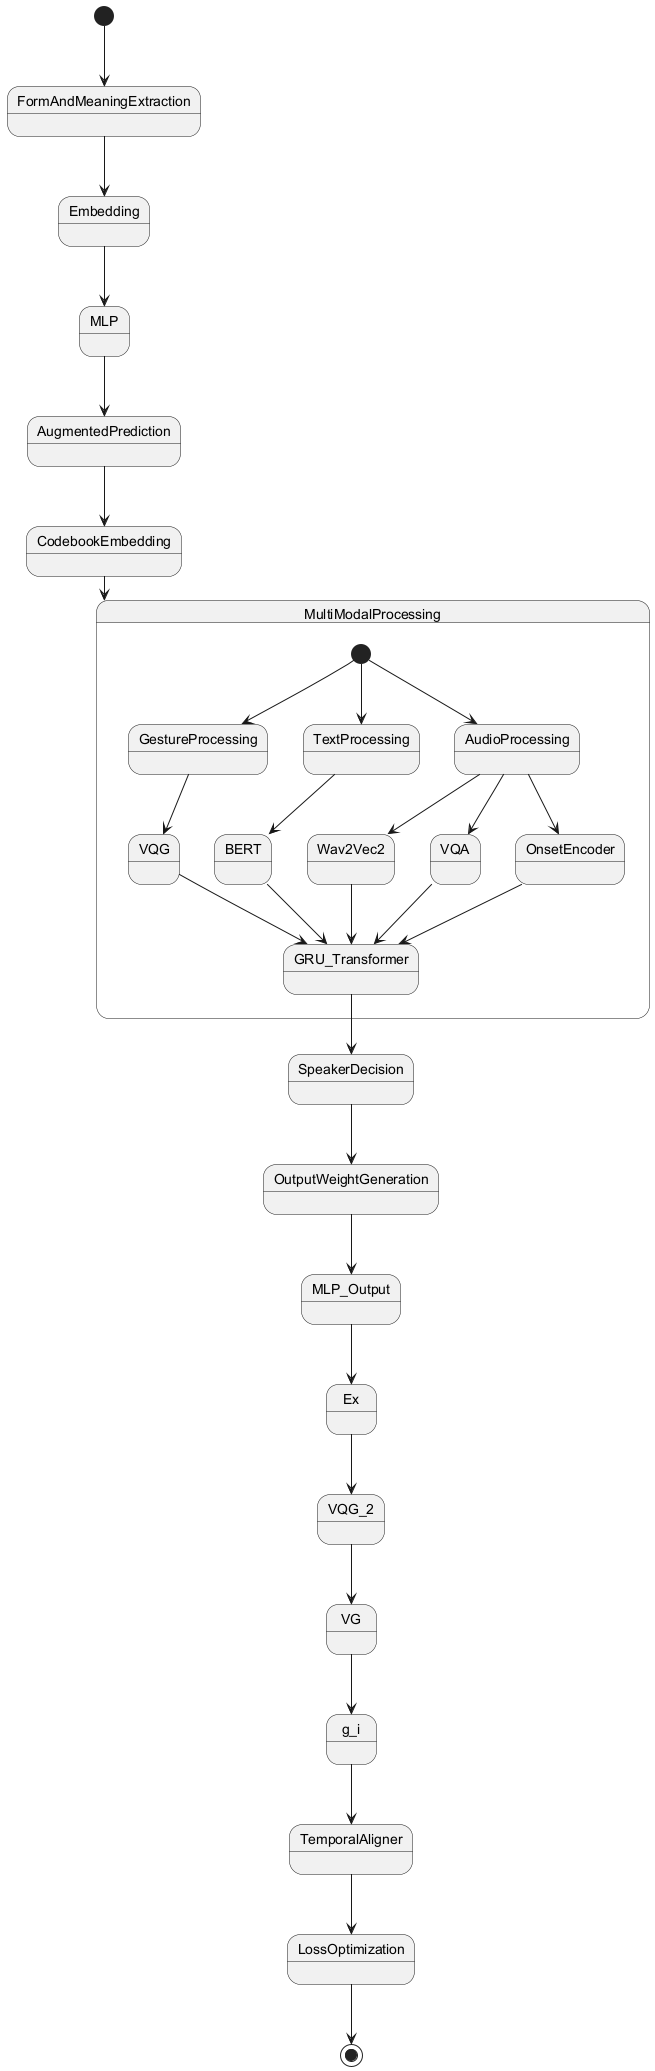 FormAndMeaningExtraction
Embedding
MLP
AugmentedPrediction
CodebookEmbedding
MultiModalProcessing
GestureProcessing
TextProcessing
AudioProcessing
VQG
BERT
Wav2Vec2
VQA
OnsetEncoder
GRU_Transformer
SpeakerDecision
OutputWeightGeneration
MLP_Output
Ex
VQG_2
VG
g_i
TemporalAligner
LossOptimization